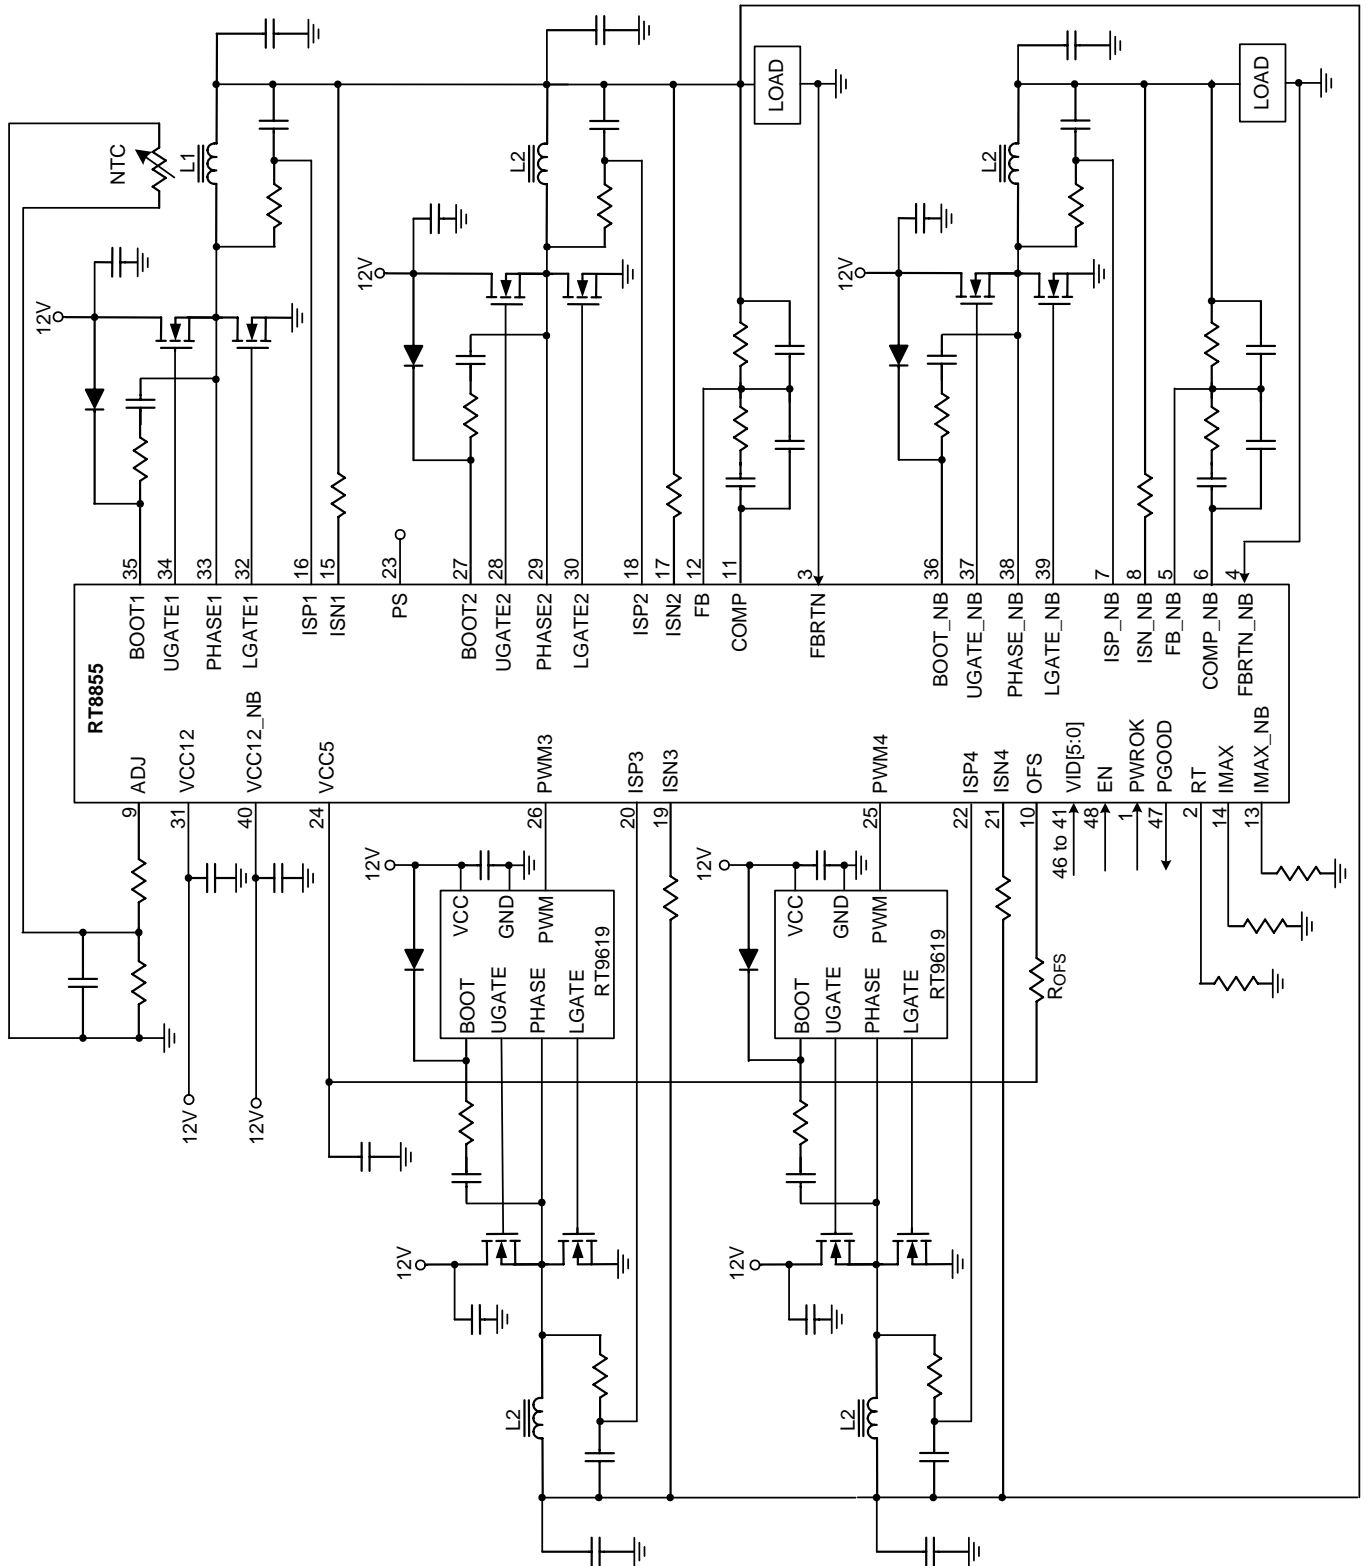 NTC
L1
12V
L2
12V
LOAD
L2
12V
LOAD
35
34
33
32
16
15
23
27
28
29
30
18
17
12
11
3
36
37
38
39
7
8
5
6
4
BOOT1
UGATE1
PHASE1
LGATE1
ISP1
ISN1
PS
BOOT2
UGATE2
PHASE2
LGATE2
ISP2
ISN2
FB
COMP
FBRTN
BOOT_NB
UGATE_NB
PHASE_NB
LGATE_NB
ISP_NB
ISN_NB
FB_NB
COMP_NB
FBRTN_NB
RT8855
ADJ
VCC12
VCC12_NB
VCC5
PWM3
ISP3
ISN3
PWM4
ISP4
ISN4
OFS
VID[5:0]
EN
PWROK
PGOOD
RT
IMAX
IMAX_NB
9
31
40
24
26
20
19
25
22
21
10
46 to 41
48
1
47
2
14
13
12V
VCC
GND
PWM
RT9619
BOOT
UGATE
PHASE
LGATE
12V
VCC
GND
PWM
RT9619
BOOT
UGATE
PHASE
LGATE
ROFS
12V
12V
12V
L2
12V
L2